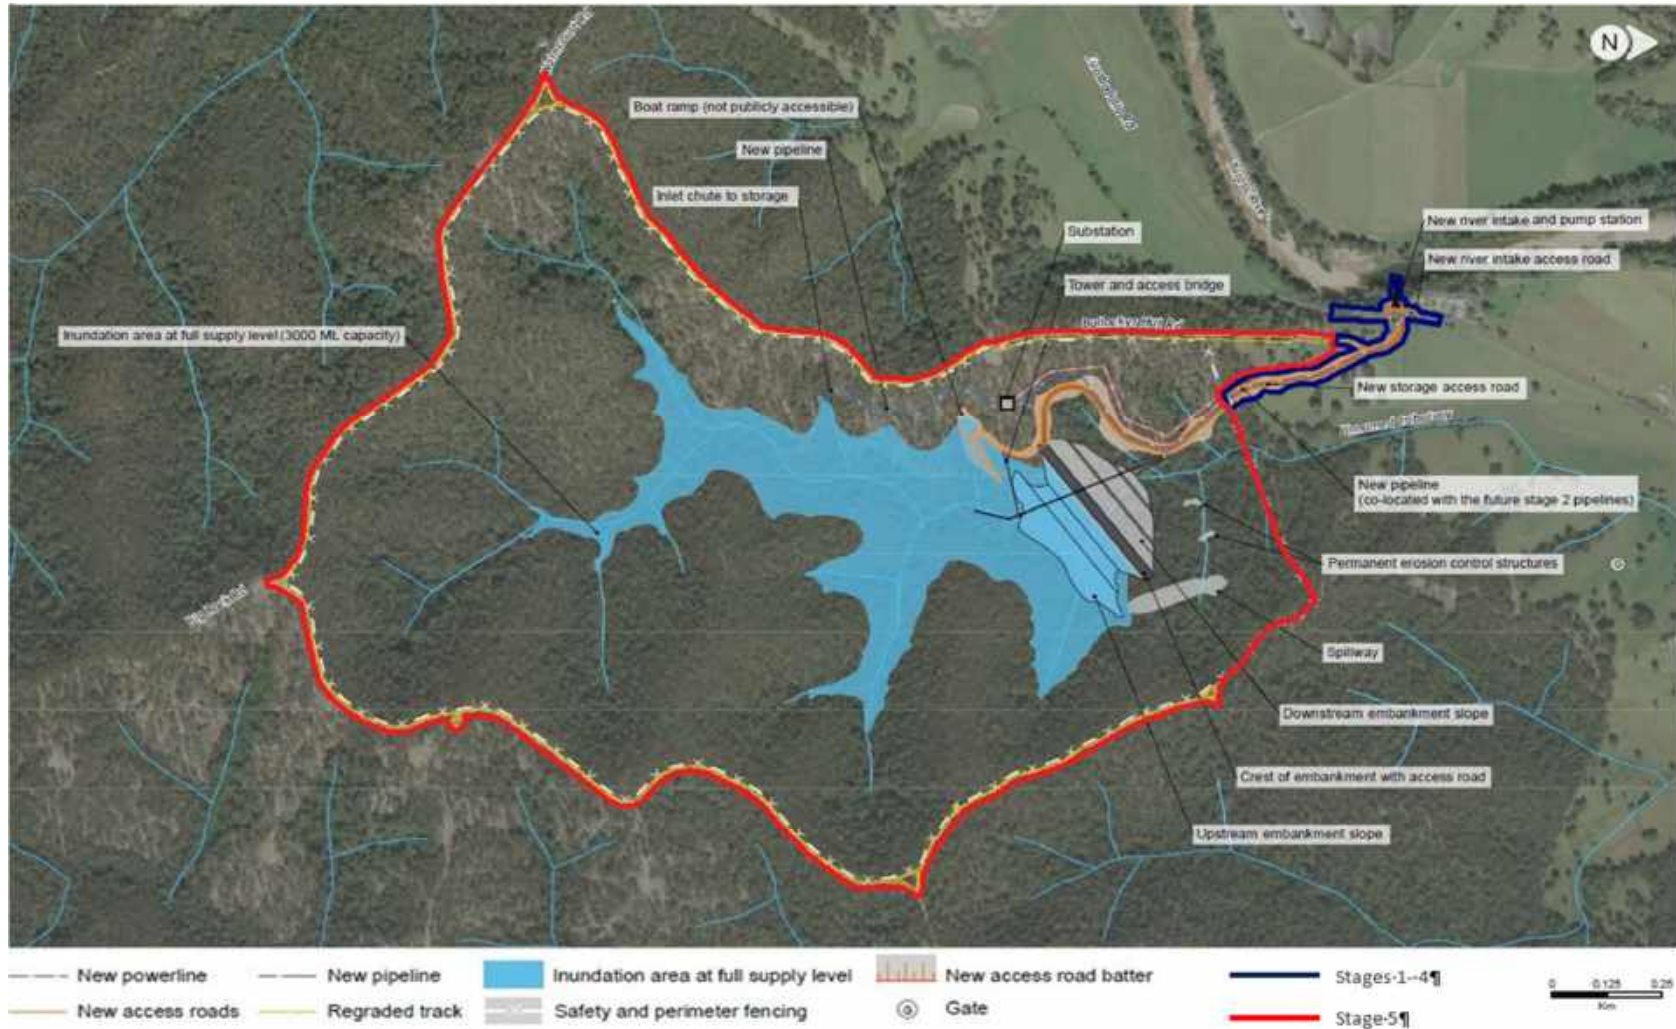 N
Boat ramp (not publicly accessible)
New pipeline
Inlet chute to storage
Substation
Tower and access bridge
New river intake and pump station
New river intake access road
Inundation area at full supply level (3000 ML capacity)
New storage access road
Unnamed tributary
New pipeline
(co-located with the future stage 2 pipelines)
Permanent erosion control structures
Spillway
Downstream embankment slope
Crest of embankment with access road
Upstream embankment slope
New powerline
New pipeline
Inundation area at full supply level
New access road batter
Stages·1-·4¶
0 0.125 0.25
Km
New access roads
Regraded track
Safety and perimeter fencing
Gate
Stage·5¶